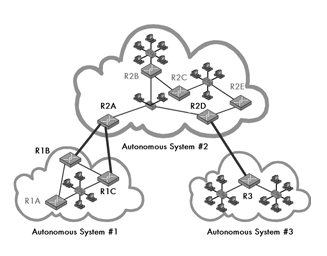 R2B
R2C
R2E
R2A
R2D
Autonomous System #2
R1B
R1C
R3
R1A
Autonomous System #1
Autonomous System #3